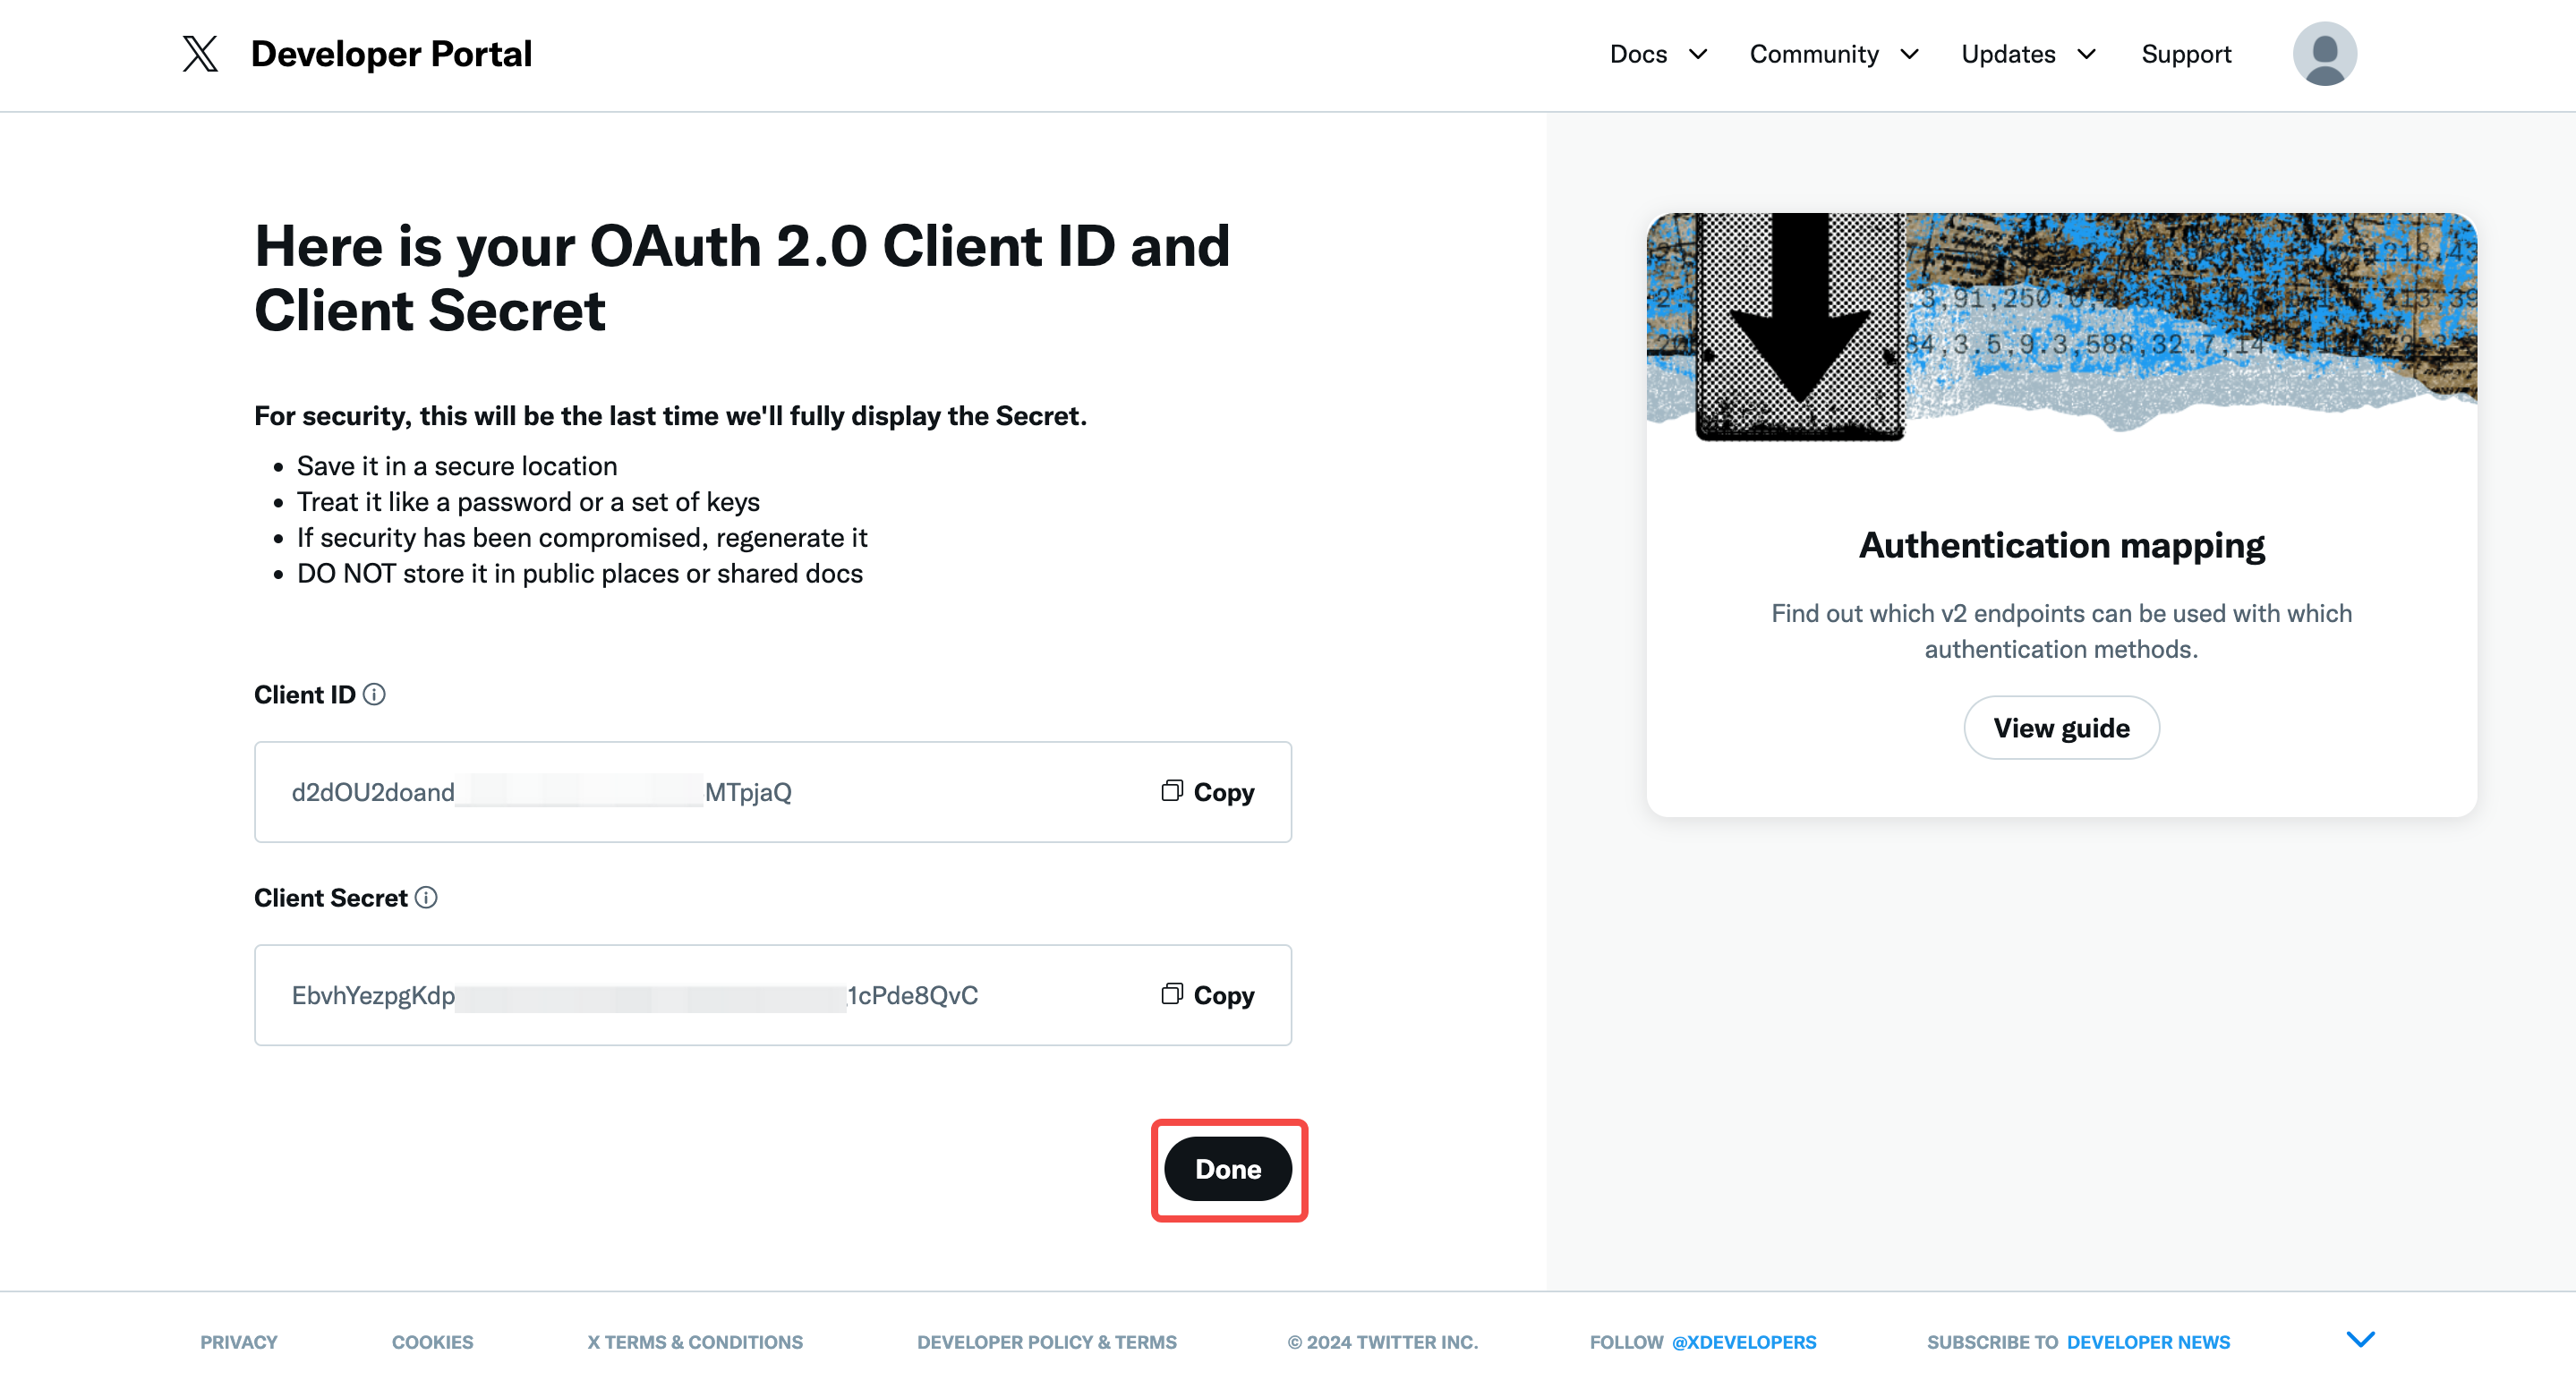 Developer Portal
Docs
Community
Updates
Support
Here is your OAuth 2.0 Client ID and
Client Secret
For security, this will be the last time we'll fully display the Secret.
Save it in a secure location
Treat it like a password or a set of keys
If security has been compromised, regenerate it
DO NOT store it in public places or shared docs
Client ID
d2dOU2doand
MTpjaQ
Copy
Client Secret
EbvhYezpgKdp
1cPde8QvC
Copy
Done
Authentication mapping
Find out which v2 endpoints can be used with which
authentication methods.
View guide
PRIVACY
COOKIES
X TERMS & CONDITIONS
DEVELOPER POLICY & TERMS
© 2024 TWITTER INC.
FOLLOW @XDEVELOPERS
SUBSCRIBE TO DEVELOPER NEWS